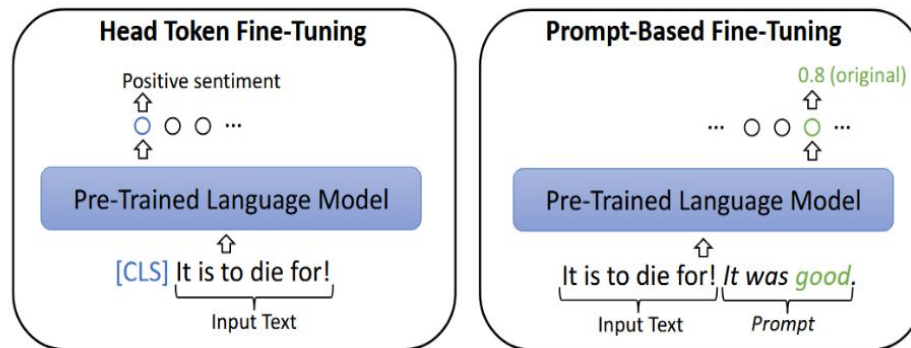 Head Token Fine-Tuning
Positive sentiment
...
Pre-Trained Language Model
[CLS] It is to die for!
Input Text
Prompt-Based Fine-Tuning
0.8 (original)
... ...
Pre-Trained Language Model
It is to die for! It was good.
Input Text Prompt